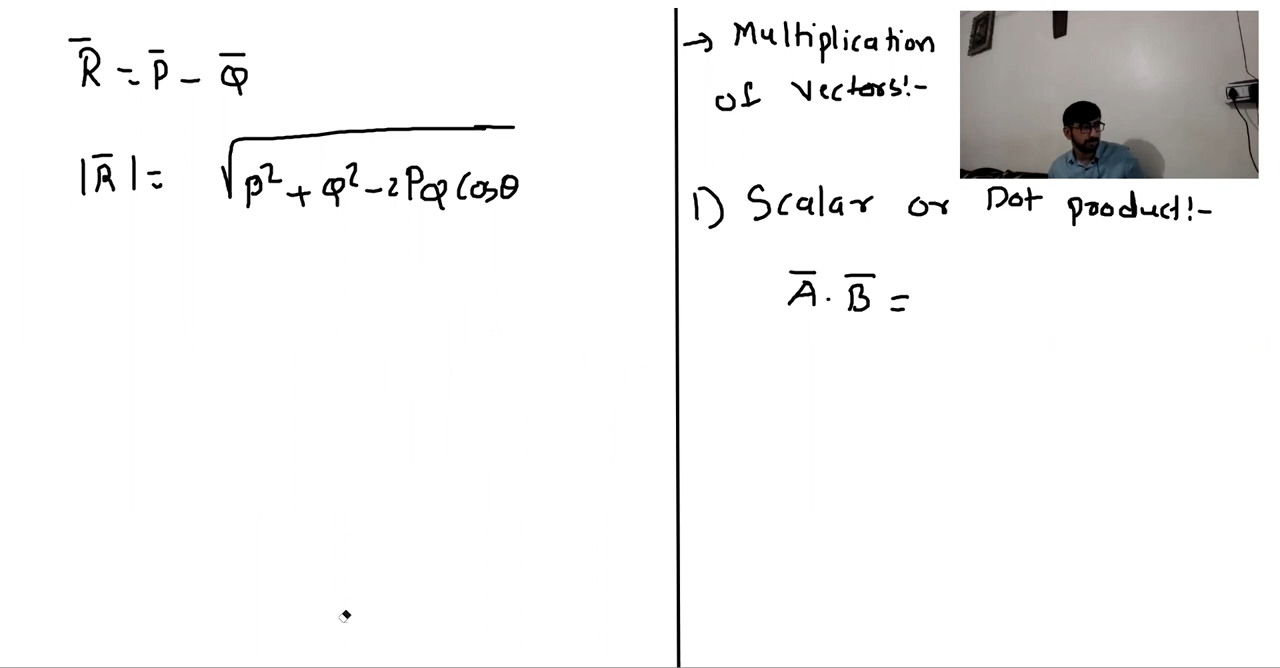 R̅ = P̅ - Q̅
|R̅| = √(P² + Q² - 2PQ Cosθ)
→ Multiplication
of vectors:-
1) Scalar or Dot product:-
A̅ . B̅ =